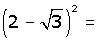 (2 − √3)² =